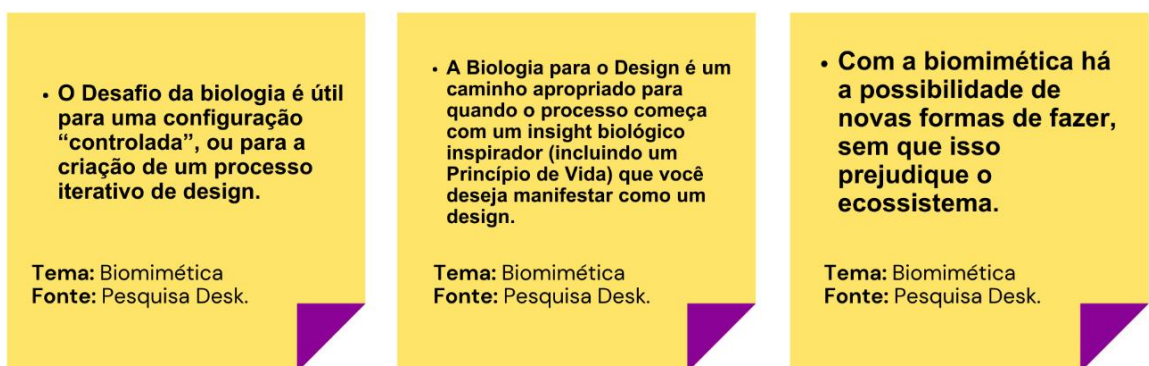 • O Desafio da biologia é útil
para uma configuração
“controlada”, ou para a
criação de um processo
iterativo de design.
Tema: Biomimética
Fonte: Pesquisa Desk.
• A Biologia para o Design é um
caminho apropriado para
quando o processo começa
com um insight biológico
inspirador (incluindo um
Princípio de Vida) que você
deseja manifestar como um
design.
Tema: Biomimética
Fonte: Pesquisa Desk.
• Com a biomimética há
a possibilidade de
novas formas de fazer,
sem que isso
prejudique o
ecossistema.
Tema: Biomimética
Fonte: Pesquisa Desk.